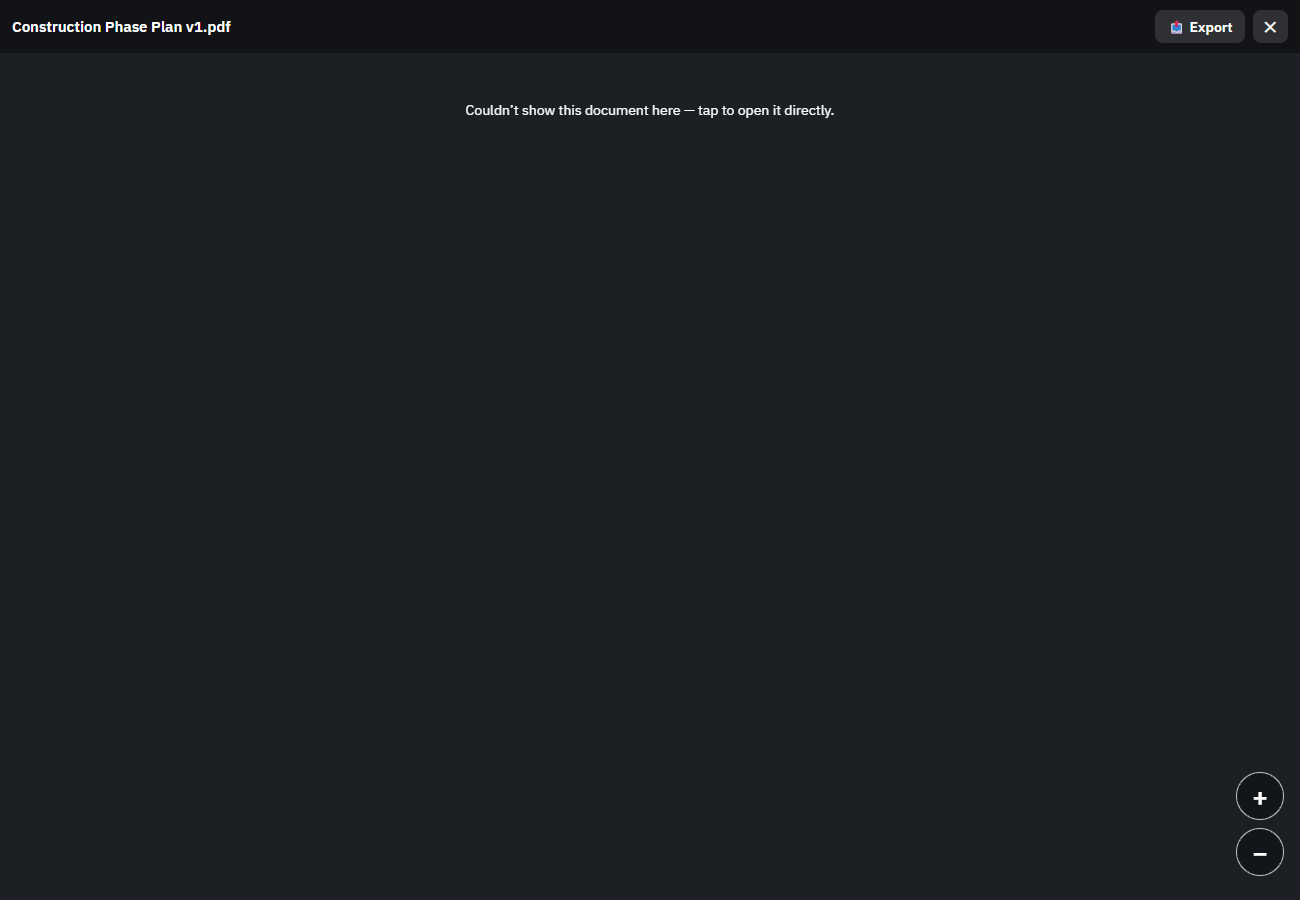 Construction Phase Plan v1.pdf
Export
Couldn't show this document here — tap to open it directly.